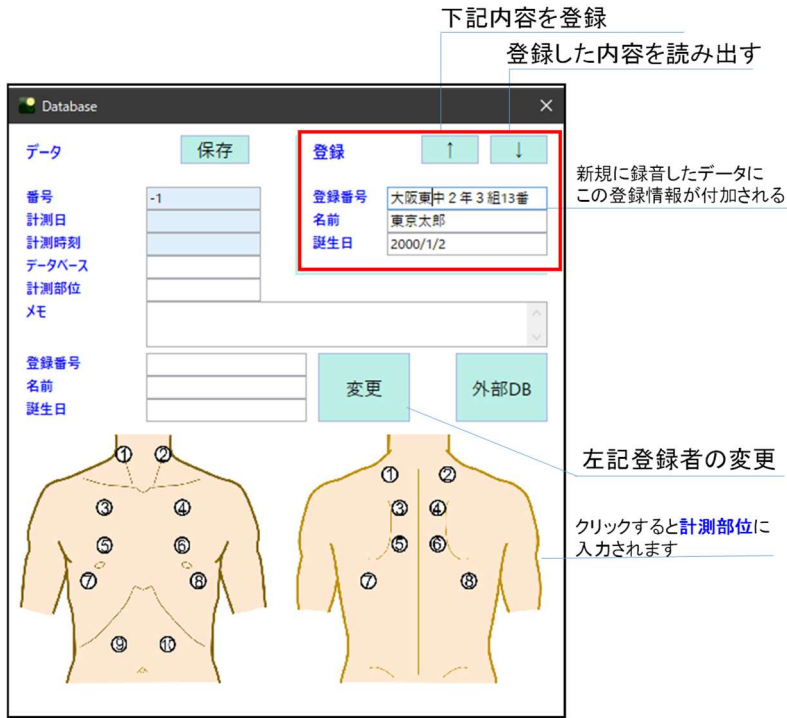 下記内容を登録
登録した内容を読み出す
Database
データ
保存
登録
↑
↓
新規に録音したデータに
この登録情報が付加される
番号
-1
計測日
計測時刻
データベース
計測部位
メモ
登録番号
大阪東中2年3組13番
名前
東京太郎
誕生日
2000/1/2
登録番号
名前
誕生日
変更
外部DB
左記登録者の変更
クリックすると計測部位に
入力されます
① ②
③ ④
⑤ ⑥
⑦ ⑧
⑨ ⑩
① ②
③ ④
⑤ ⑥
⑦ ⑧